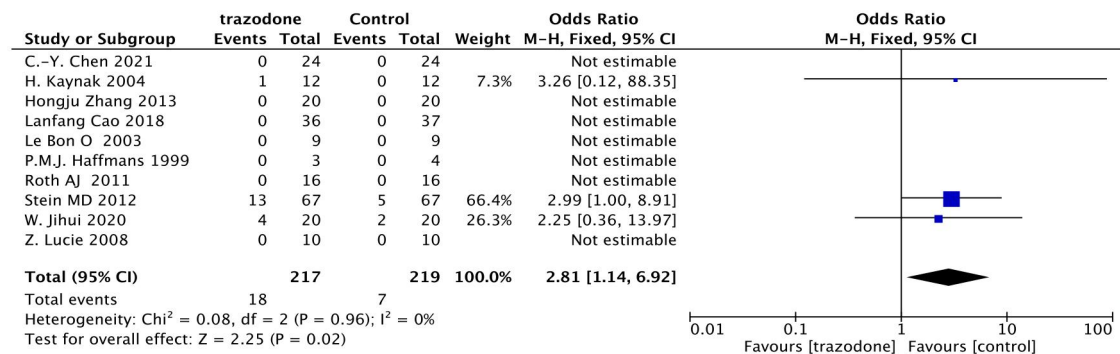 trazodone Control Odds Ratio Odds Ratio
Study or Subgroup Events Total Events Total Weight M-H, Fixed, 95% CI M-H, Fixed, 95% CI
C.-Y. Chen 2021 0 24 0 24 Not estimable
H. Kaynak 2004 1 12 0 12 7.3% 3.26 [0.12, 88.35]
Hongju Zhang 2013 0 20 0 20 Not estimable
Lanfang Cao 2018 0 36 0 37 Not estimable
Le Bon O 2003 0 9 0 9 Not estimable
P.M.J. Haffmans 1999 0 3 0 4 Not estimable
Roth AJ 2011 0 16 0 16 Not estimable
Stein MD 2012 13 67 5 67 66.4% 2.99 [1.00, 8.91]
W. Jihui 2020 4 20 2 20 26.3% 2.25 [0.36, 13.97]
Z. Lucie 2008 0 10 0 10 Not estimable
Total (95% CI) 217 219 100.0% 2.81 [1.14, 6.92]
Total events 18 7
Heterogeneity: Chi² = 0.08, df = 2 (P = 0.96); I² = 0%
Test for overall effect: Z = 2.25 (P = 0.02)
0.01 0.1 1 10 100
Favours [trazodone] Favours [control]